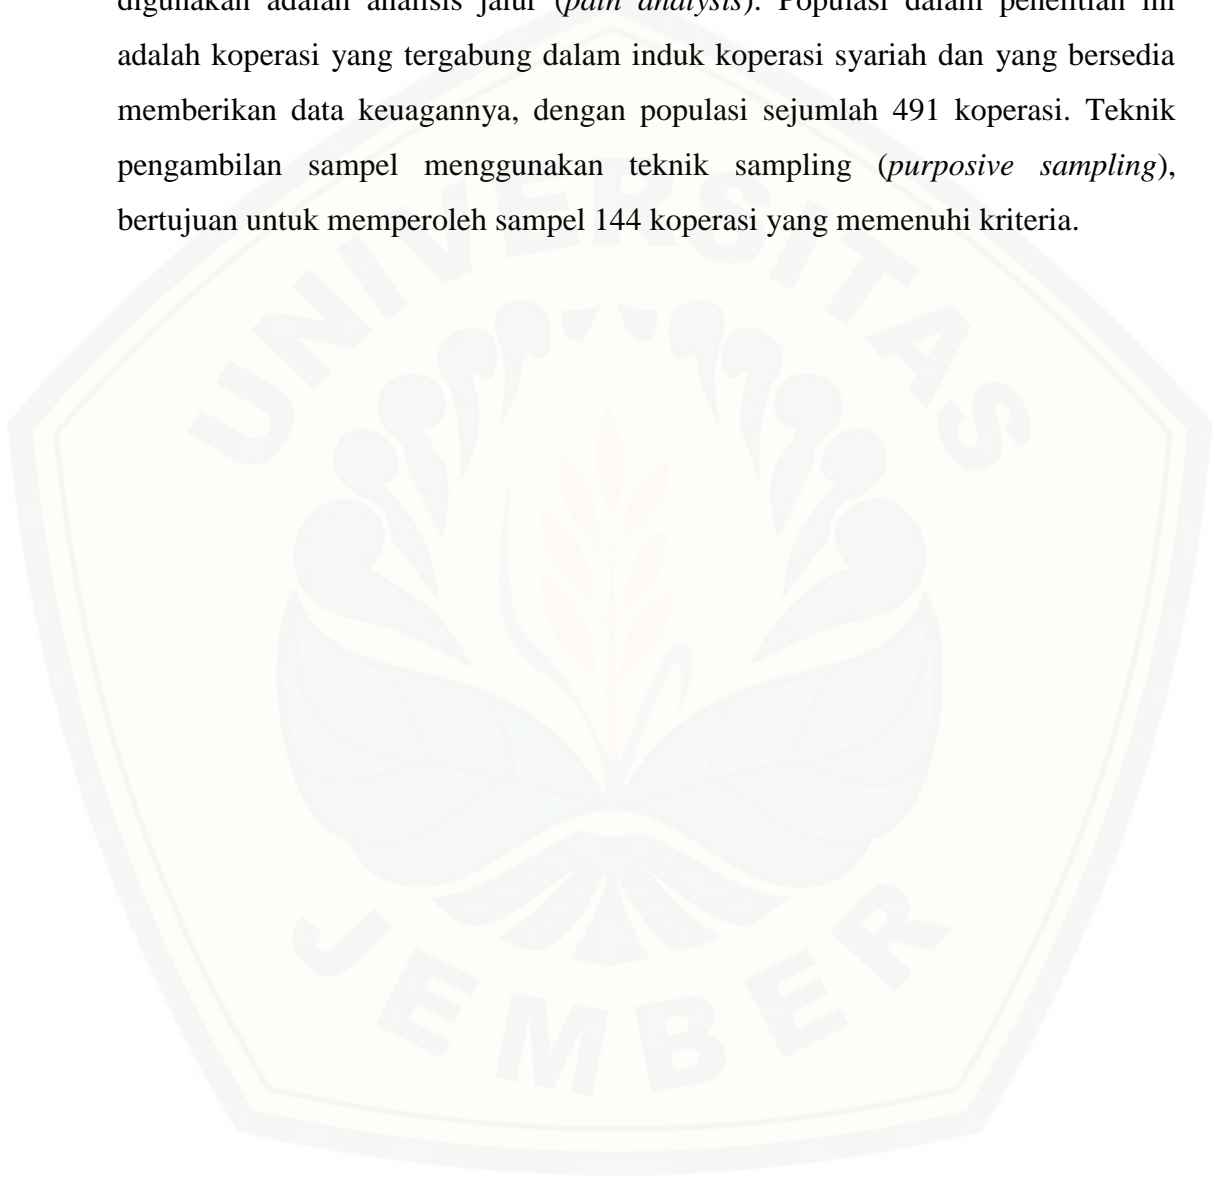 digunakan adalah analisis jalur (path analysis). Populasi dalam penelitian ini
adalah koperasi yang tergabung dalam induk koperasi syariah dan yang bersedia
memberikan data keuagannya, dengan populasi sejumlah 491 koperasi. Teknik
pengambilan sampel menggunakan teknik sampling (purposive sampling),
bertujuan untuk memperoleh sampel 144 koperasi yang memenuhi kriteria.
UNIVERSITAS
JEMBER